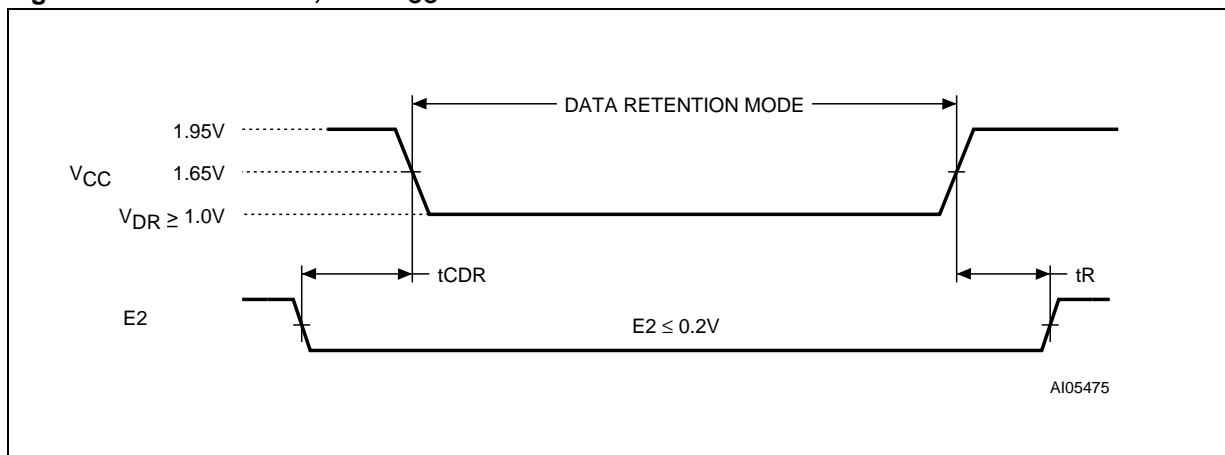 DATA RETENTION MODE
1.95V
VCC 1.65V
VDR ≥ 1.0V
tCDR
tR
E2
E2 ≤ 0.2V
AI05475